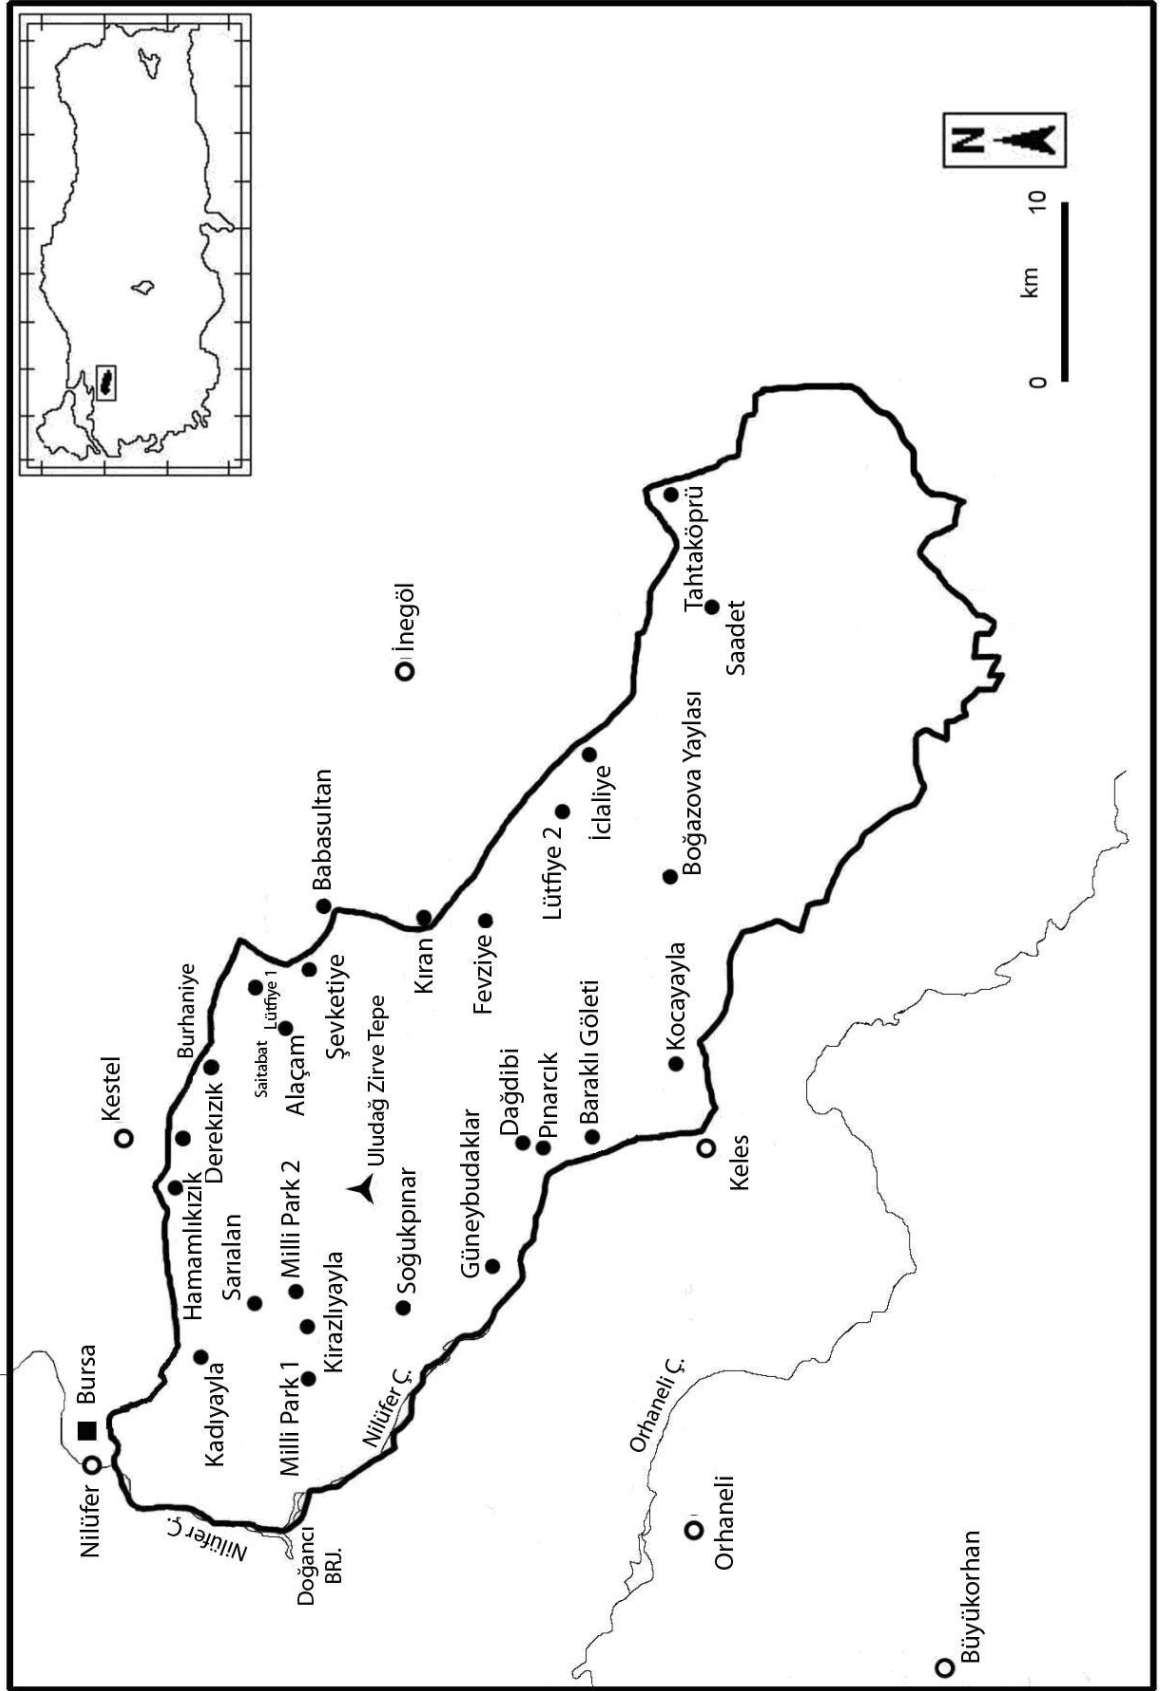 Bursa
Nilüfer
Kestel
Burhaniye
Nilüfer Ç.
Kadıyayla
Hamamlıkızık
Derekızık
Sarıalan
Saitabat
Lütfiye 1
Alaçam
Babasultan
Doğancı
BRJ.
Milli Park 1
Milli Park 2
Kirazlıyayla
Şevketiye
Uludağ Zirve Tepe
İnegöl
Nilüfer Ç.
Soğukpınar
Kıran
Güneybudaklar
Fevziye
Dağdibi
Pınarcık
Lütfiye 2
İclaliye
Baraklı Göleti
Orhaneli Ç.
Kocayayla
Boğazova Yaylası
Tahtaköprü
Saadet
Keles
Orhaneli
Büyükorhan
N
0 km 10